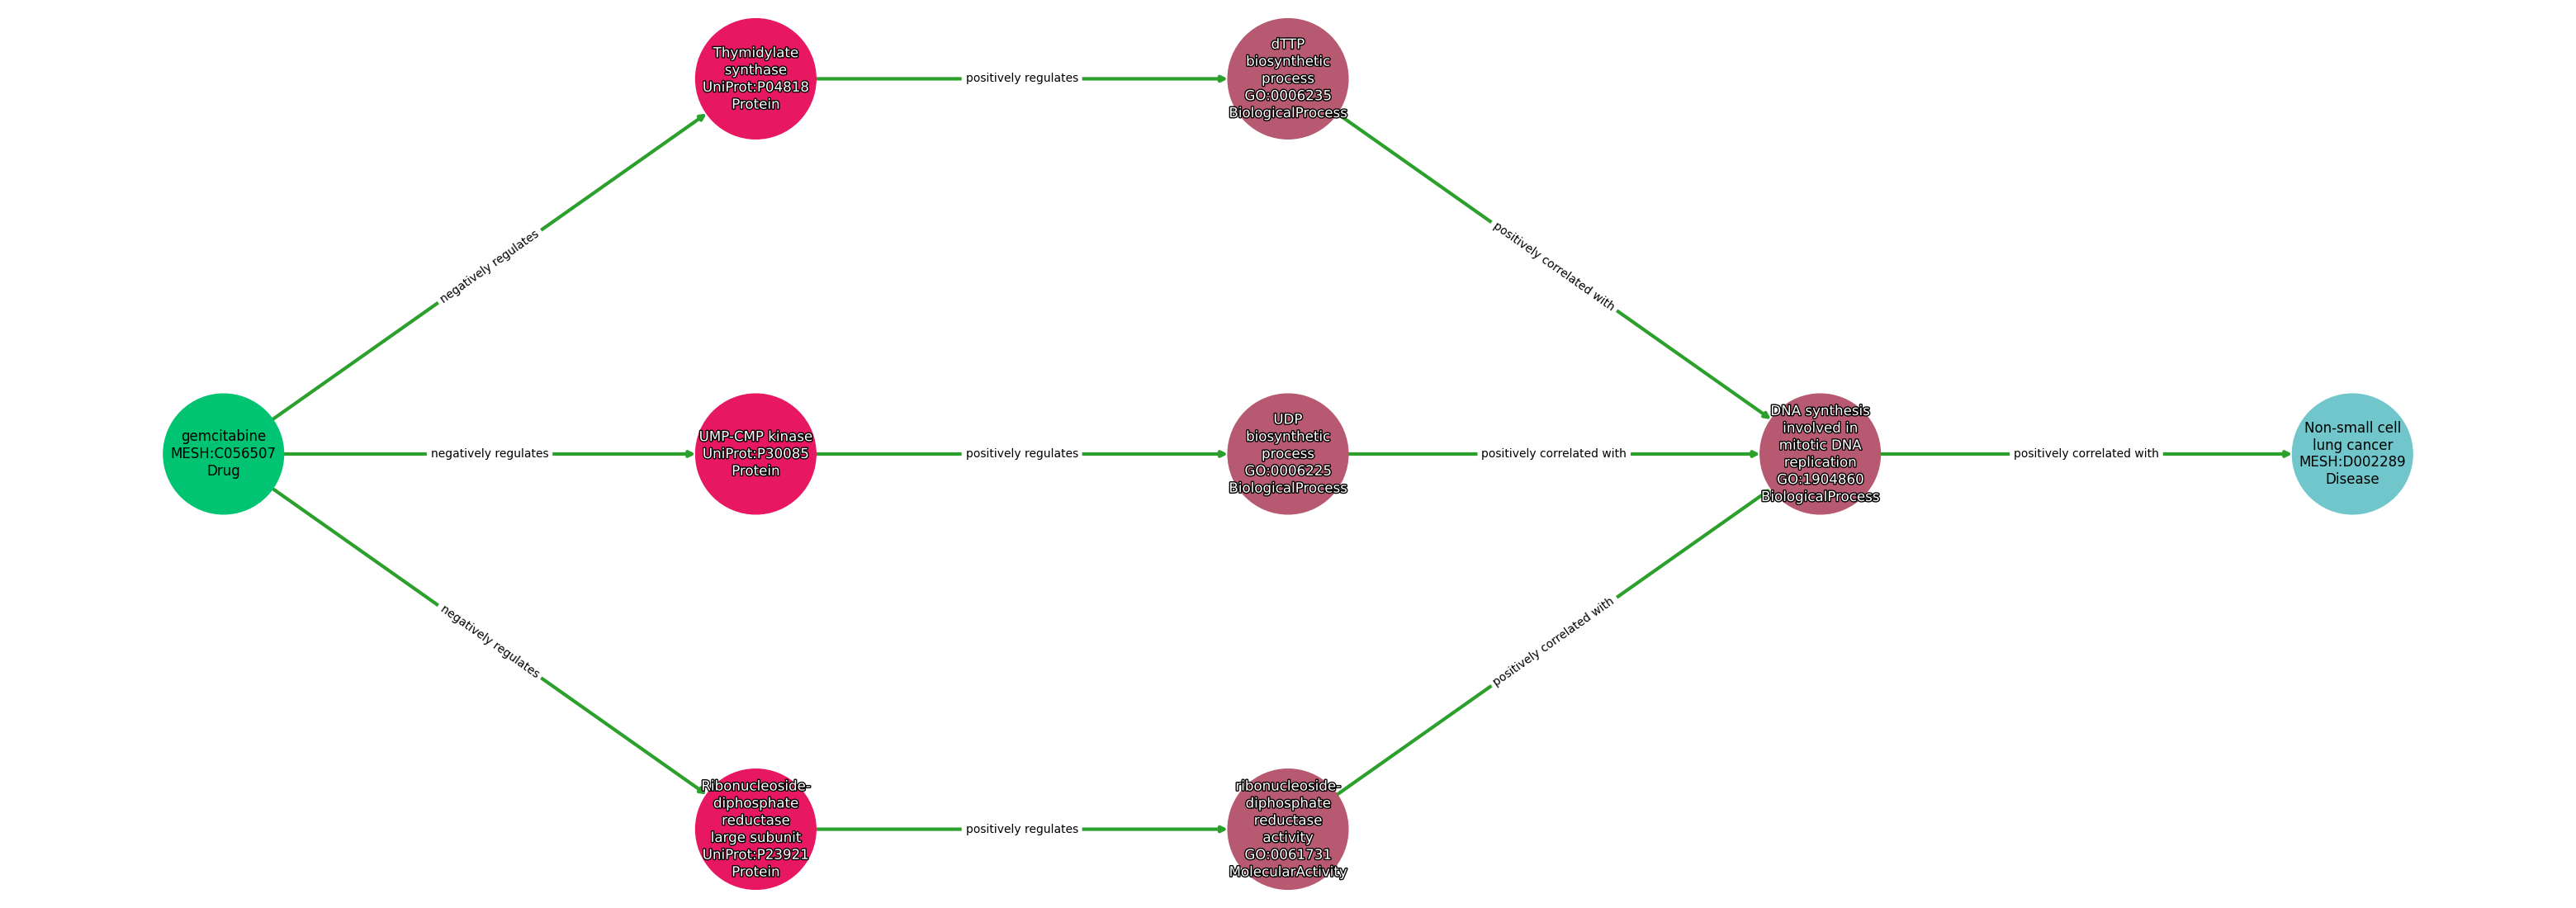 Thymidylate
synthase
UniProt:P04818
Protein
positively regulates
dTTP
biosynthetic
process
GO:0006235
BiologicalProcess
negatively regulates
positively correlated with
gemcitabine
MESH:C056507
Drug
negatively regulates
UMP-CMP kinase
UniProt:P30085
Protein
positively regulates
UDP
biosynthetic
process
GO:0006225
BiologicalProcess
positively correlated with
DNA synthesis
involved in
mitotic DNA
replication
GO:1904860
BiologicalProcess
positively correlated with
Non-small cell
lung cancer
MESH:D002289
Disease
negatively regulates
positively correlated with
Ribonucleoside-
diphosphate
reductase
large subunit
UniProt:P23921
Protein
positively regulates
ribonucleoside-
diphosphate
reductase
activity
GO:0061731
MolecularActivity